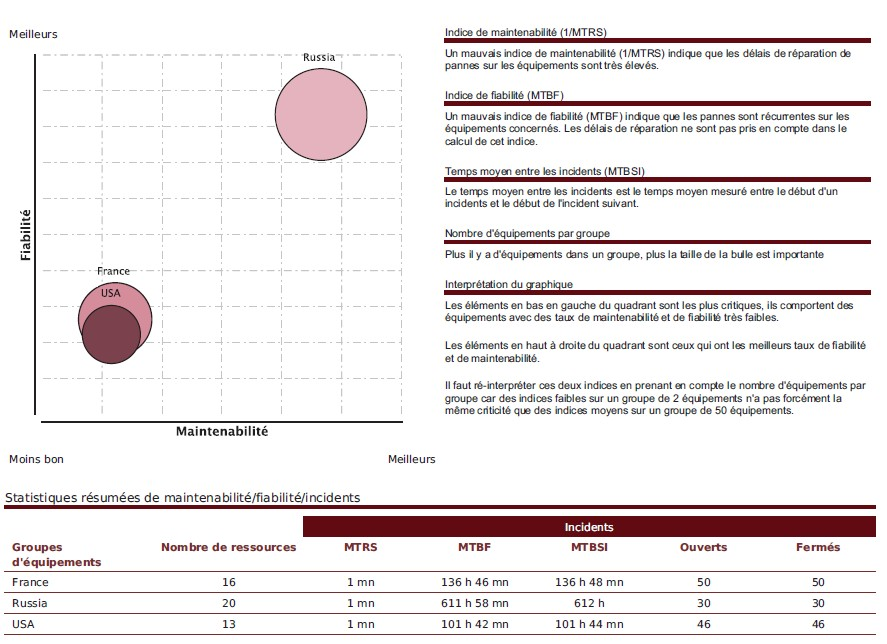 Meilleurs
Russia
France
USA
Fiabilité
Maintenabilité
Moins bon
Meilleurs
Indice de maintenabilité (1/MTRS)
Un mauvais indice de maintenabilité (1/MTRS) indique que les délais de réparation de
pannes sur les équipements sont très élevés.
Indice de fiabilité (MTBF)
Un mauvais indice de fiabilité (MTBF) indique que les pannes sont récurrentes sur les
équipements concernés. Les délais de réparation ne sont pas pris en compte dans le
calcul de cet indice.
Temps moyen entre les incidents (MTBSI)
Le temps moyen entre les incidents est le temps moyen mesuré entre le début d'un
incidents et le début de l'incident suivant.
Nombre d'équipements par groupe
Plus il y a d'équipements dans un groupe, plus la taille de la bulle est importante
Interprétation du graphique
Les éléments en bas en gauche du quadrant sont les plus critiques, ils comportent des
équipements avec des taux de maintenabilité et de fiabilité très faibles.
Les éléments en haut à droite du quadrant sont ceux qui ont les meilleurs taux de fiabilité
et de maintenabilité.
Il faut ré-interpréter ces deux indices en prenant en compte le nombre d'équipements par
groupe car des indices faibles sur un groupe de 2 équipements n'a pas forcément la
même criticité que des indices moyens sur un groupe de 50 équipements.
Statistiques résumées de maintenabilité/fiabilité/incidents
Incidents
Groupes d'équipements Nombre de ressources MTRS MTBF MTBSI Ouverts Fermés
France 16 1 mn 136 h 46 mn 136 h 48 mn 50 50
Russia 20 1 mn 611 h 58 mn 612 h 30 30
USA 13 1 mn 101 h 42 mn 101 h 44 mn 46 46